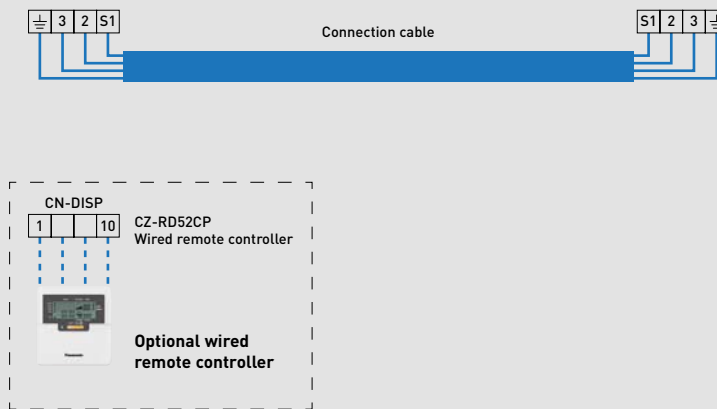 ⏚ 3 2 S1
Connection cable
S1 2 3 ⏚
CN-DISP
1 10
CZ-RD52CP
Wired remote controller
Panasonic
Optional wired
remote controller